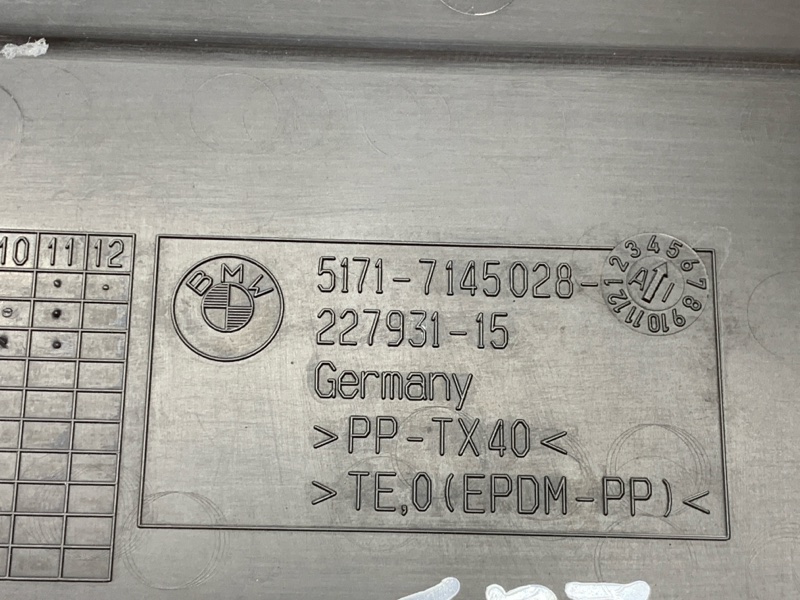 10 11 12
BMW
5171-7145028-
1 2 3 4 5 6 7 8 9 10 11 12
A
227931-15
Germany
>PP-TX40<
>TE,0(EPDM-PP)<